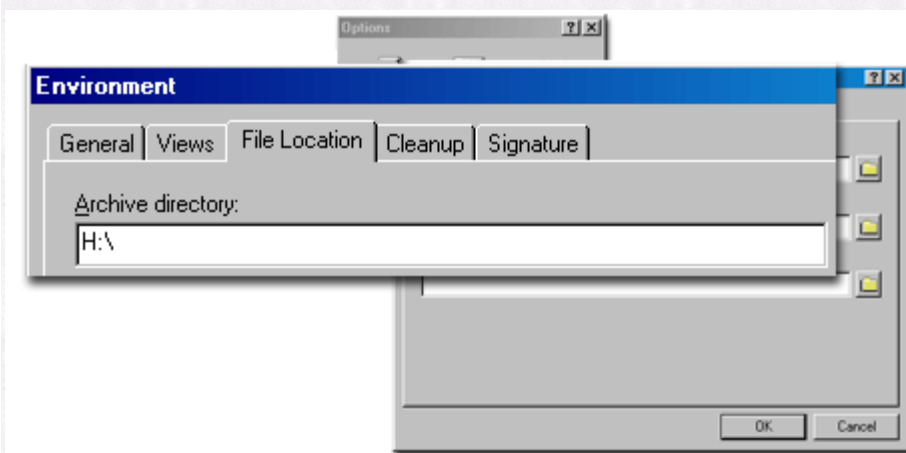 Options
Environment
General Views File Location Cleanup Signature
Archive directory:
H:\
OK Cancel